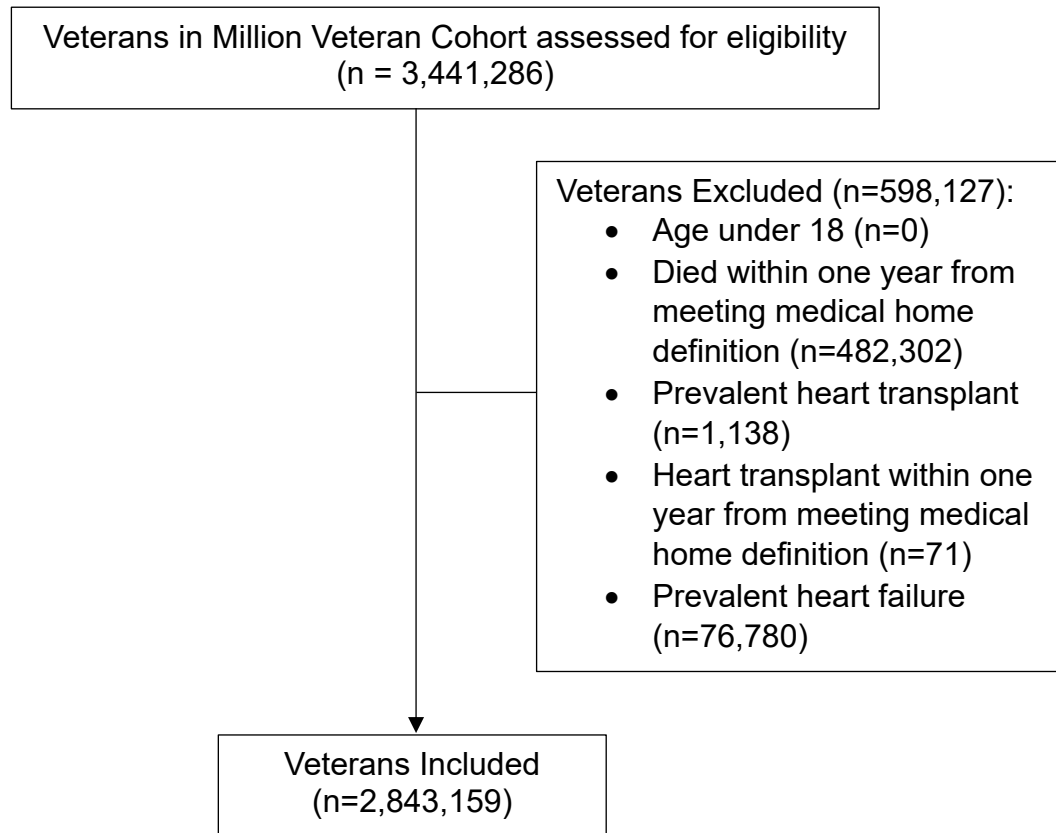 Veterans in Million Veteran Cohort assessed for eligibility
(n = 3,441,286)
Veterans Excluded (n=598,127):
• Age under 18 (n=0)
• Died within one year from
meeting medical home
definition (n=482,302)
• Prevalent heart transplant
(n=1,138)
• Heart transplant within one
year from meeting medical
home definition (n=71)
• Prevalent heart failure
(n=76,780)
Veterans Included
(n=2,843,159)